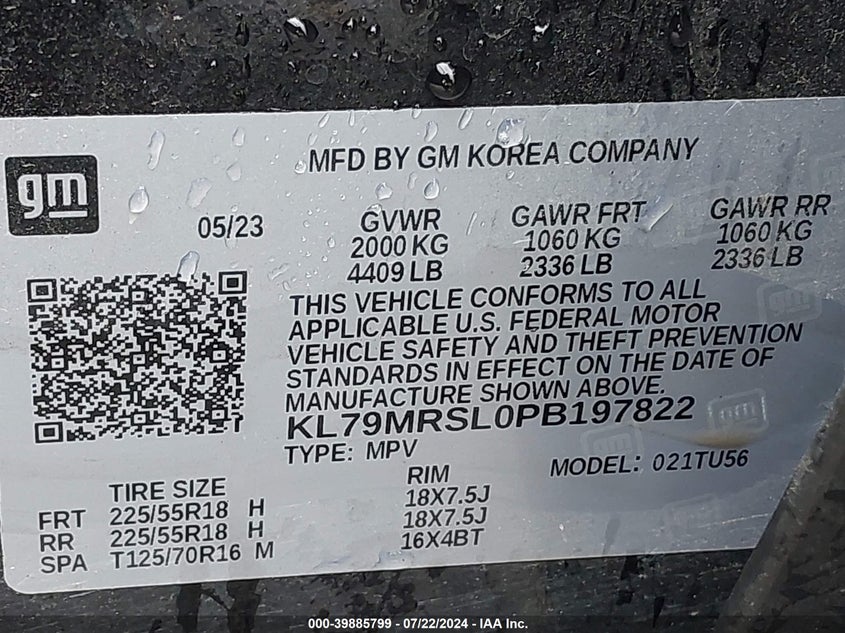 MFD BY GM KOREA COMPANY
gm
05/23
GVWR GAWR FRT GAWR RR
2000 KG 1060 KG 1060 KG
4409 LB 2336 LB 2336 LB
THIS VEHICLE CONFORMS TO ALL
APPLICABLE U.S. FEDERAL MOTOR
VEHICLE SAFETY AND THEFT PREVENTION
STANDARDS IN EFFECT ON THE DATE OF
MANUFACTURE SHOWN ABOVE.
KL79MRSL0PB197822
TYPE: MPV MODEL: 021TU56
TIRE SIZE RIM
FRT 225/55R18 H 18X7.5J
RR 225/55R18 H 18X7.5J
SPA T125/70R16 M 16X4BT
000-39885799 - 07/22/2024 - IAA Inc.